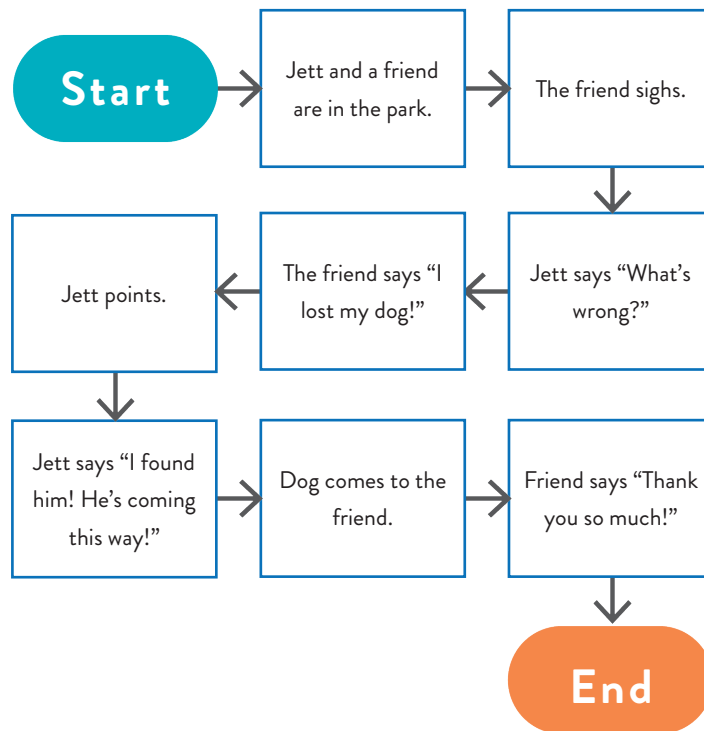 Start
Jett and a friend
are in the park.
The friend sighs.
Jett says “What’s
wrong?”
The friend says “I
lost my dog!”
Jett points.
Jett says “I found
him! He’s coming
this way!”
Dog comes to the
friend.
Friend says “Thank
you so much!”
End